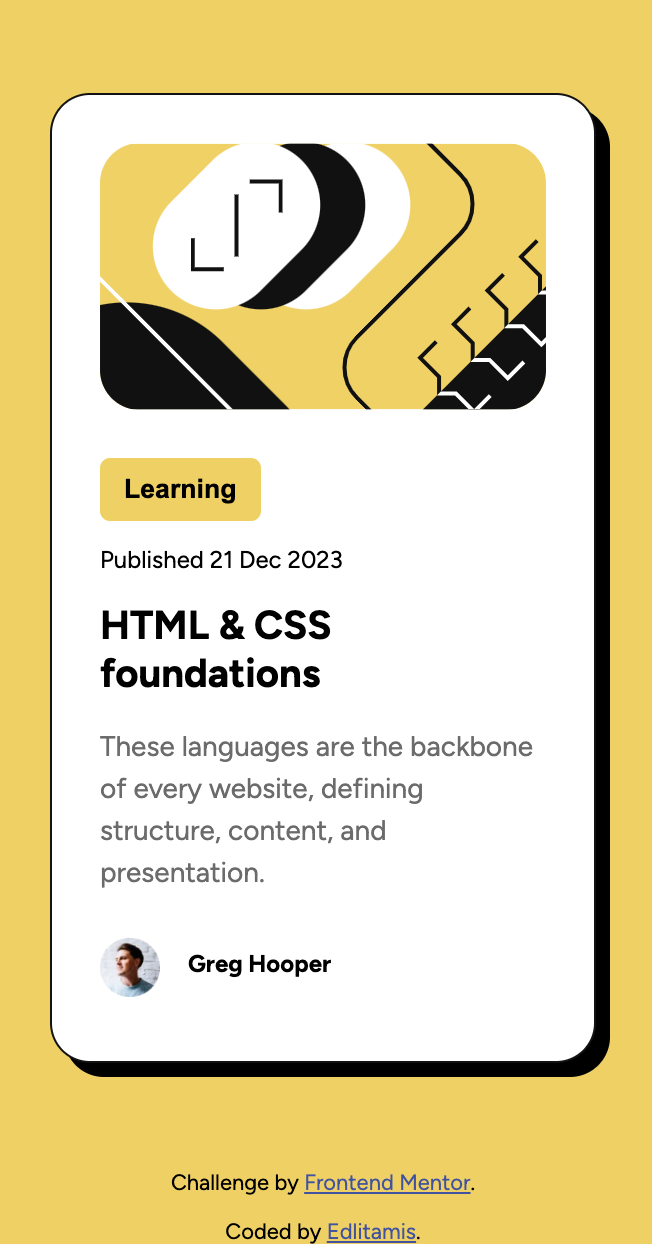 Learning
Published 21 Dec 2023
HTML & CSS
foundations
These languages are the backbone
of every website, defining
structure, content, and
presentation.
Greg Hooper
Challenge by Frontend Mentor.
Coded by Edlitamis.